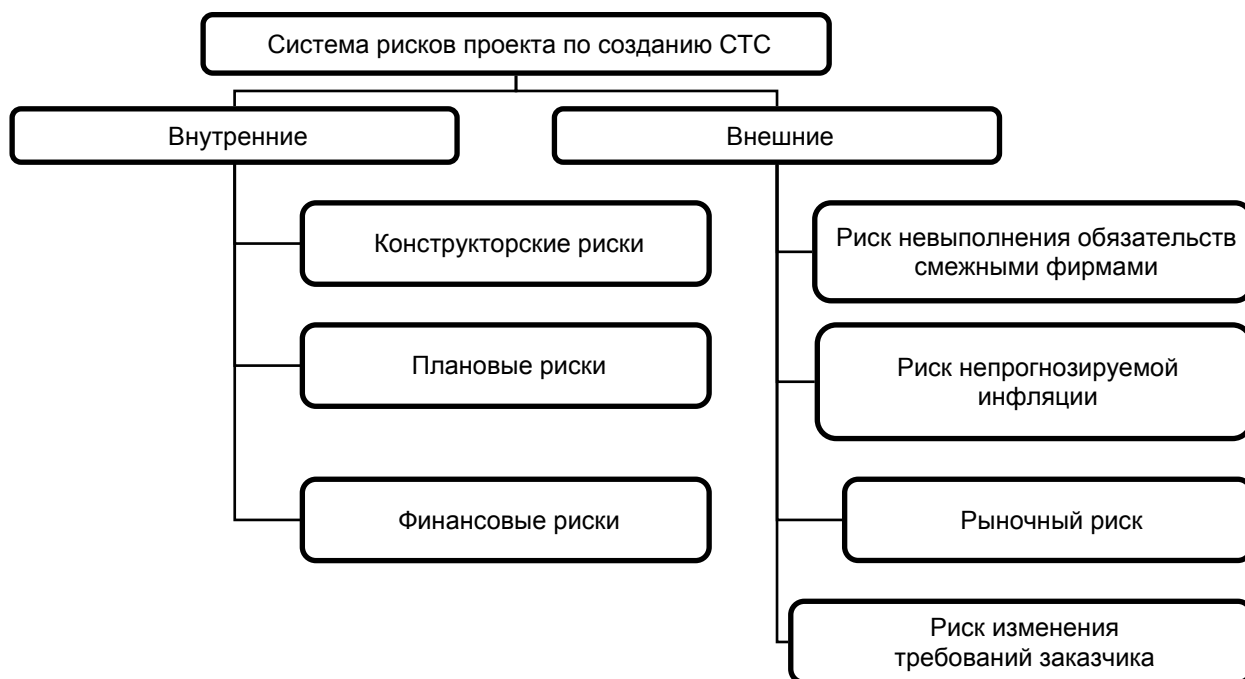 Система рисков проекта по созданию СТС
Внутренние
Внешние
Конструкторские риски
Плановые риски
Финансовые риски
Риск невыполнения обязательств
смежными фирмами
Риск непрогнозируемой
инфляции
Рыночный риск
Риск изменения
требований заказчика